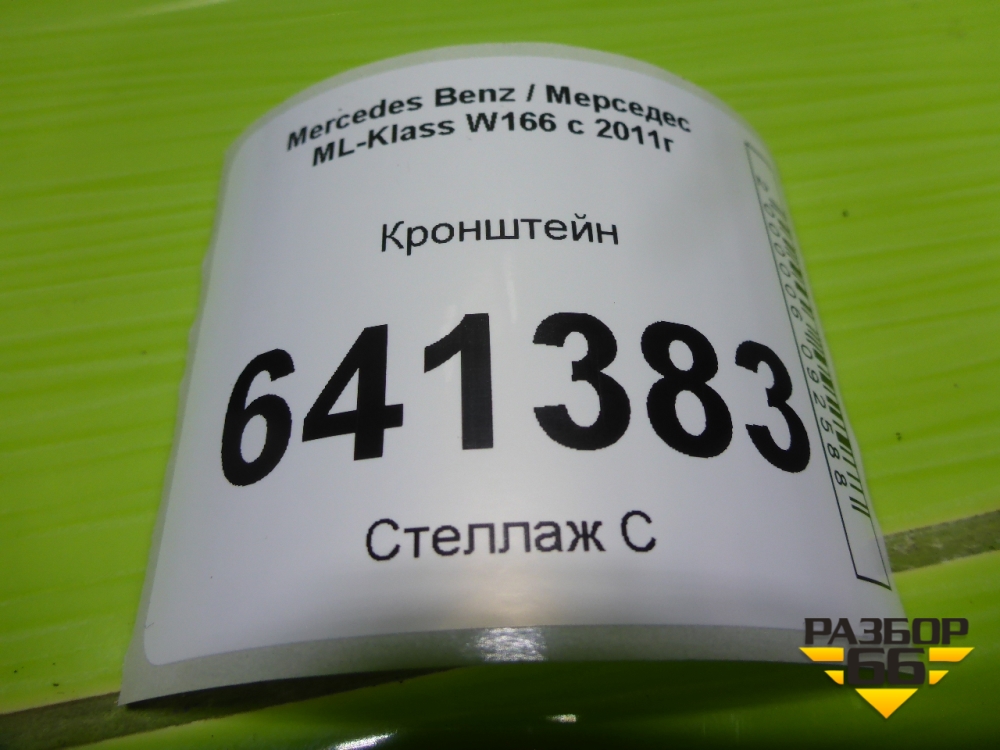 Mercedes Benz / Мерседес
ML-Klass W166 с 2011г
Кронштейн
641383
Стеллаж С
РАЗБОР
66